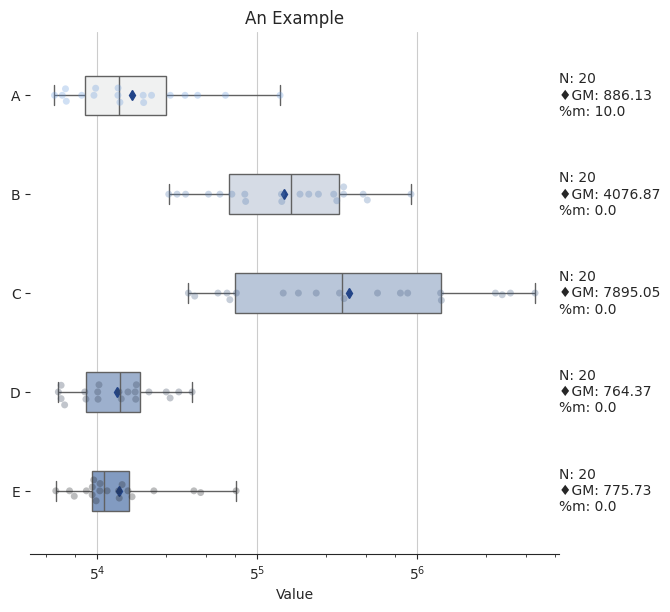 An Example
A
N: 20
♦GM: 886.13
%m: 10.0
B
N: 20
♦GM: 4076.87
%m: 0.0
C
N: 20
♦GM: 7895.05
%m: 0.0
D
N: 20
♦GM: 764.37
%m: 0.0
E
N: 20
♦GM: 775.73
%m: 0.0
5⁴ 5⁵ 5⁶
Value